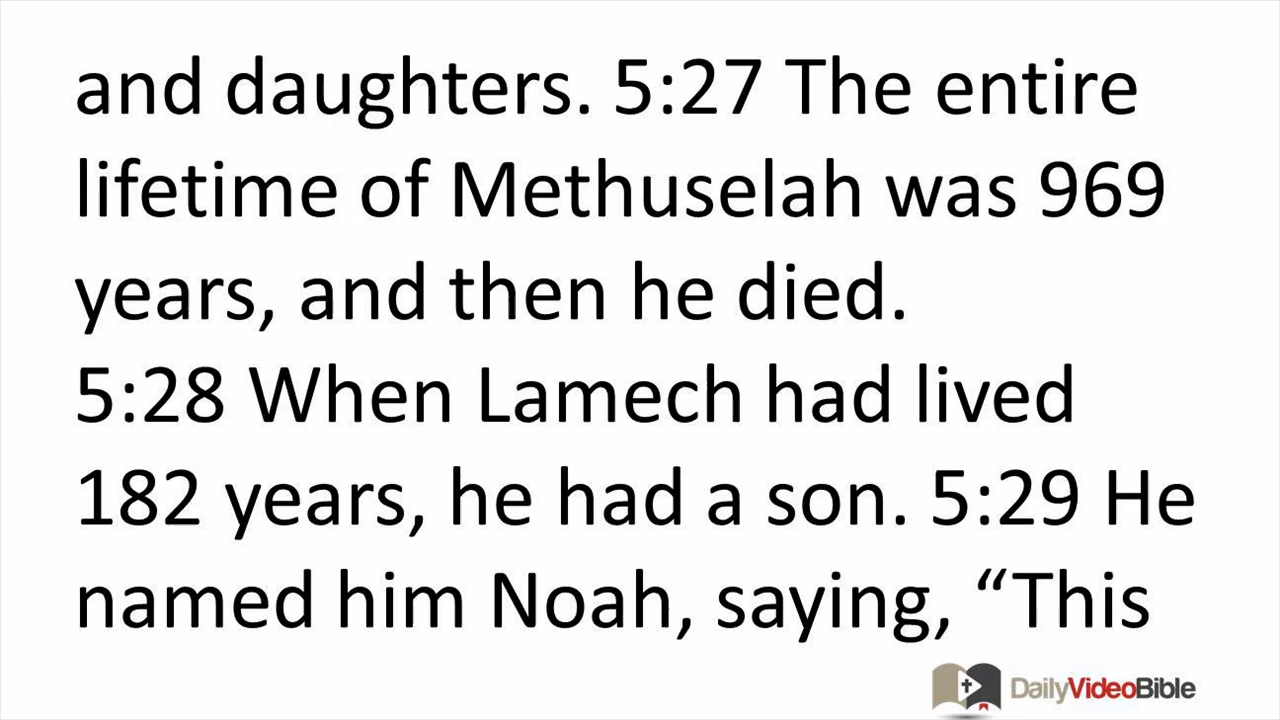 and daughters. 5:27 The entire
lifetime of Methuselah was 969
years, and then he died.
5:28 When Lamech had lived
182 years, he had a son. 5:29 He
named him Noah, saying, “This
DailyVideoBible